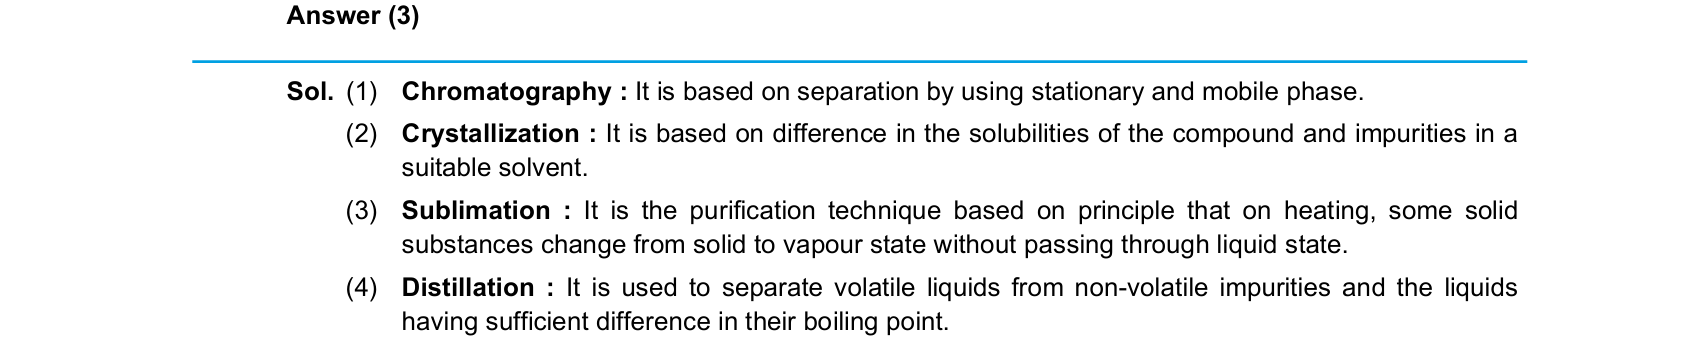 Answer (3)
Sol. (1) Chromatography : It is based on separation by using stationary and mobile phase.
(2) Crystallization : It is based on difference in the solubilities of the compound and impurities in a
suitable solvent.
(3) Sublimation : It is the purification technique based on principle that on heating, some solid
substances change from solid to vapour state without passing through liquid state.
(4) Distillation : It is used to separate volatile liquids from non-volatile impurities and the liquids
having sufficient difference in their boiling point.